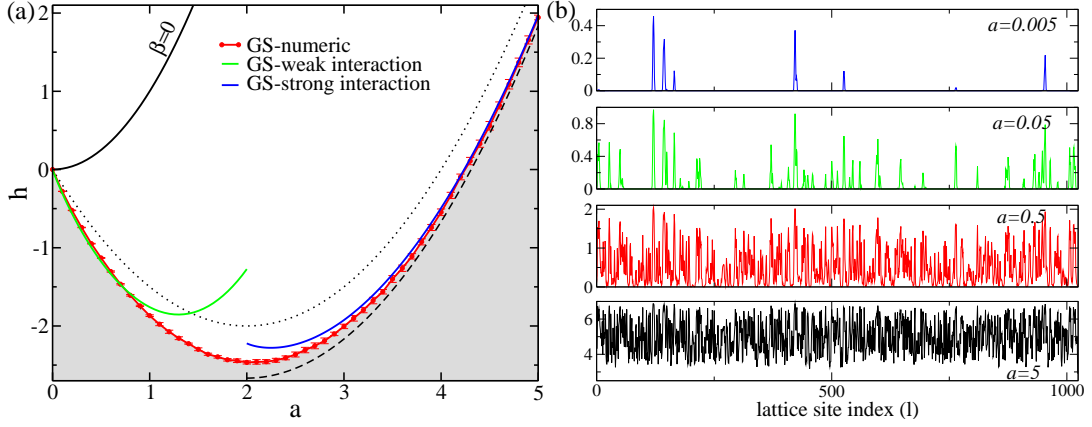 (a)
2
1
0
-1
-2
h
β=0
GS-numeric
GS-weak interaction
GS-strong interaction
0 1 2 3 4 5
a
(b)
0.4
0.2
0
a=0.005
0.8
0.4
0
a=0.05
2
1
0
a=0.5
6
4
a=5
0 500 1000
lattice site index (l)